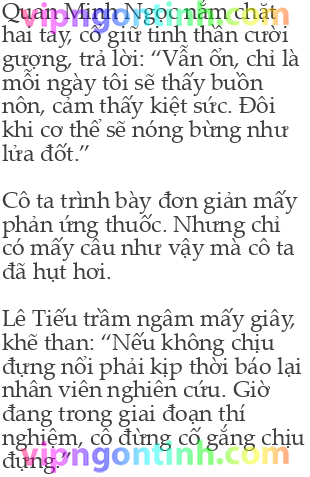 Quan Minh Ngọc nắm chặt
vipngontinh.com
hai tay, cố giữ tinh thần cười
gượng, trả lời: “Vẫn ổn, chỉ là
mỗi ngày tôi sẽ thấy buồn
nôn, cảm thấy kiệt sức. Đôi
khi cơ thể sẽ nóng bừng như
lửa đốt.”
Cô ta trình bày đơn giản mấy
phản ứng thuốc. Nhưng chỉ
có mấy câu như vậy mà cô ta
đã hụt hơi.
Lê Tiếu trầm ngâm mấy giây,
khẽ than: “Nếu không chịu
đựng nổi phải kịp thời báo lại
nhân viên nghiên cứu. Giờ
đang trong giai đoạn thí
nghiệm, cô đừng cố gắng chịu
đựng.”
vipngontinh.com